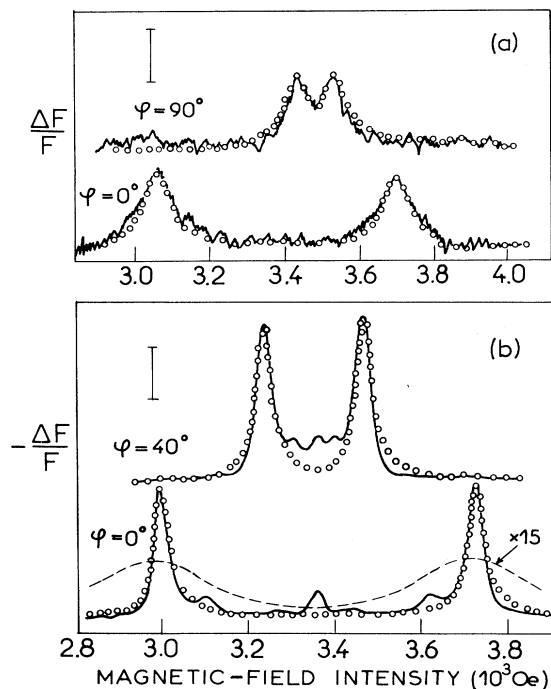 (a)
ΔF
F
φ=90°
φ=0°
3.0 3.2 3.4 3.6 3.8 4.0
(b)
-ΔF
F
φ=40°
φ=0°
×15
2.8 3.0 3.2 3.4 3.6 3.8
MAGNETIC-FIELD INTENSITY (10³Oe)